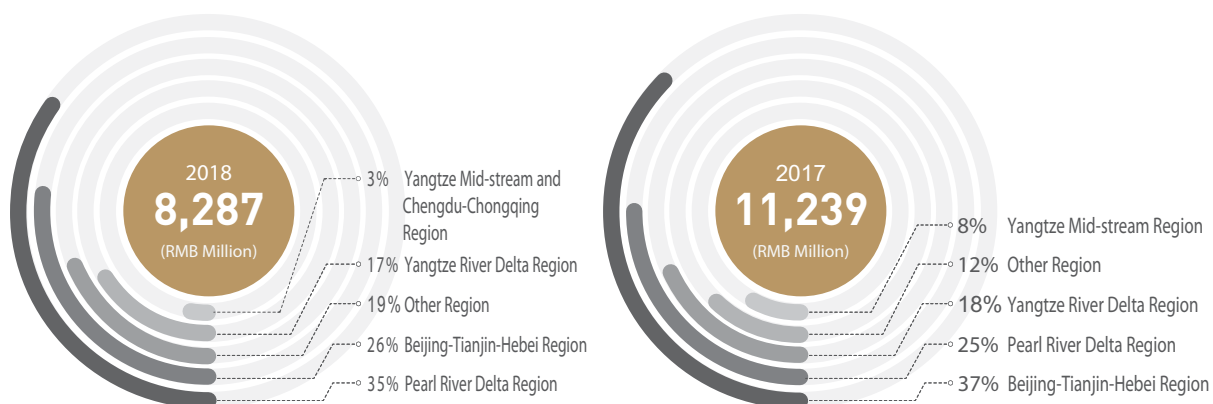 2018
8,287
(RMB Million)
3% Yangtze Mid-stream and
Chengdu-Chongqing
Region
17% Yangtze River Delta Region
19% Other Region
26% Beijing-Tianjin-Hebei Region
35% Pearl River Delta Region
2017
11,239
(RMB Million)
8% Yangtze Mid-stream Region
12% Other Region
18% Yangtze River Delta Region
25% Pearl River Delta Region
37% Beijing-Tianjin-Hebei Region